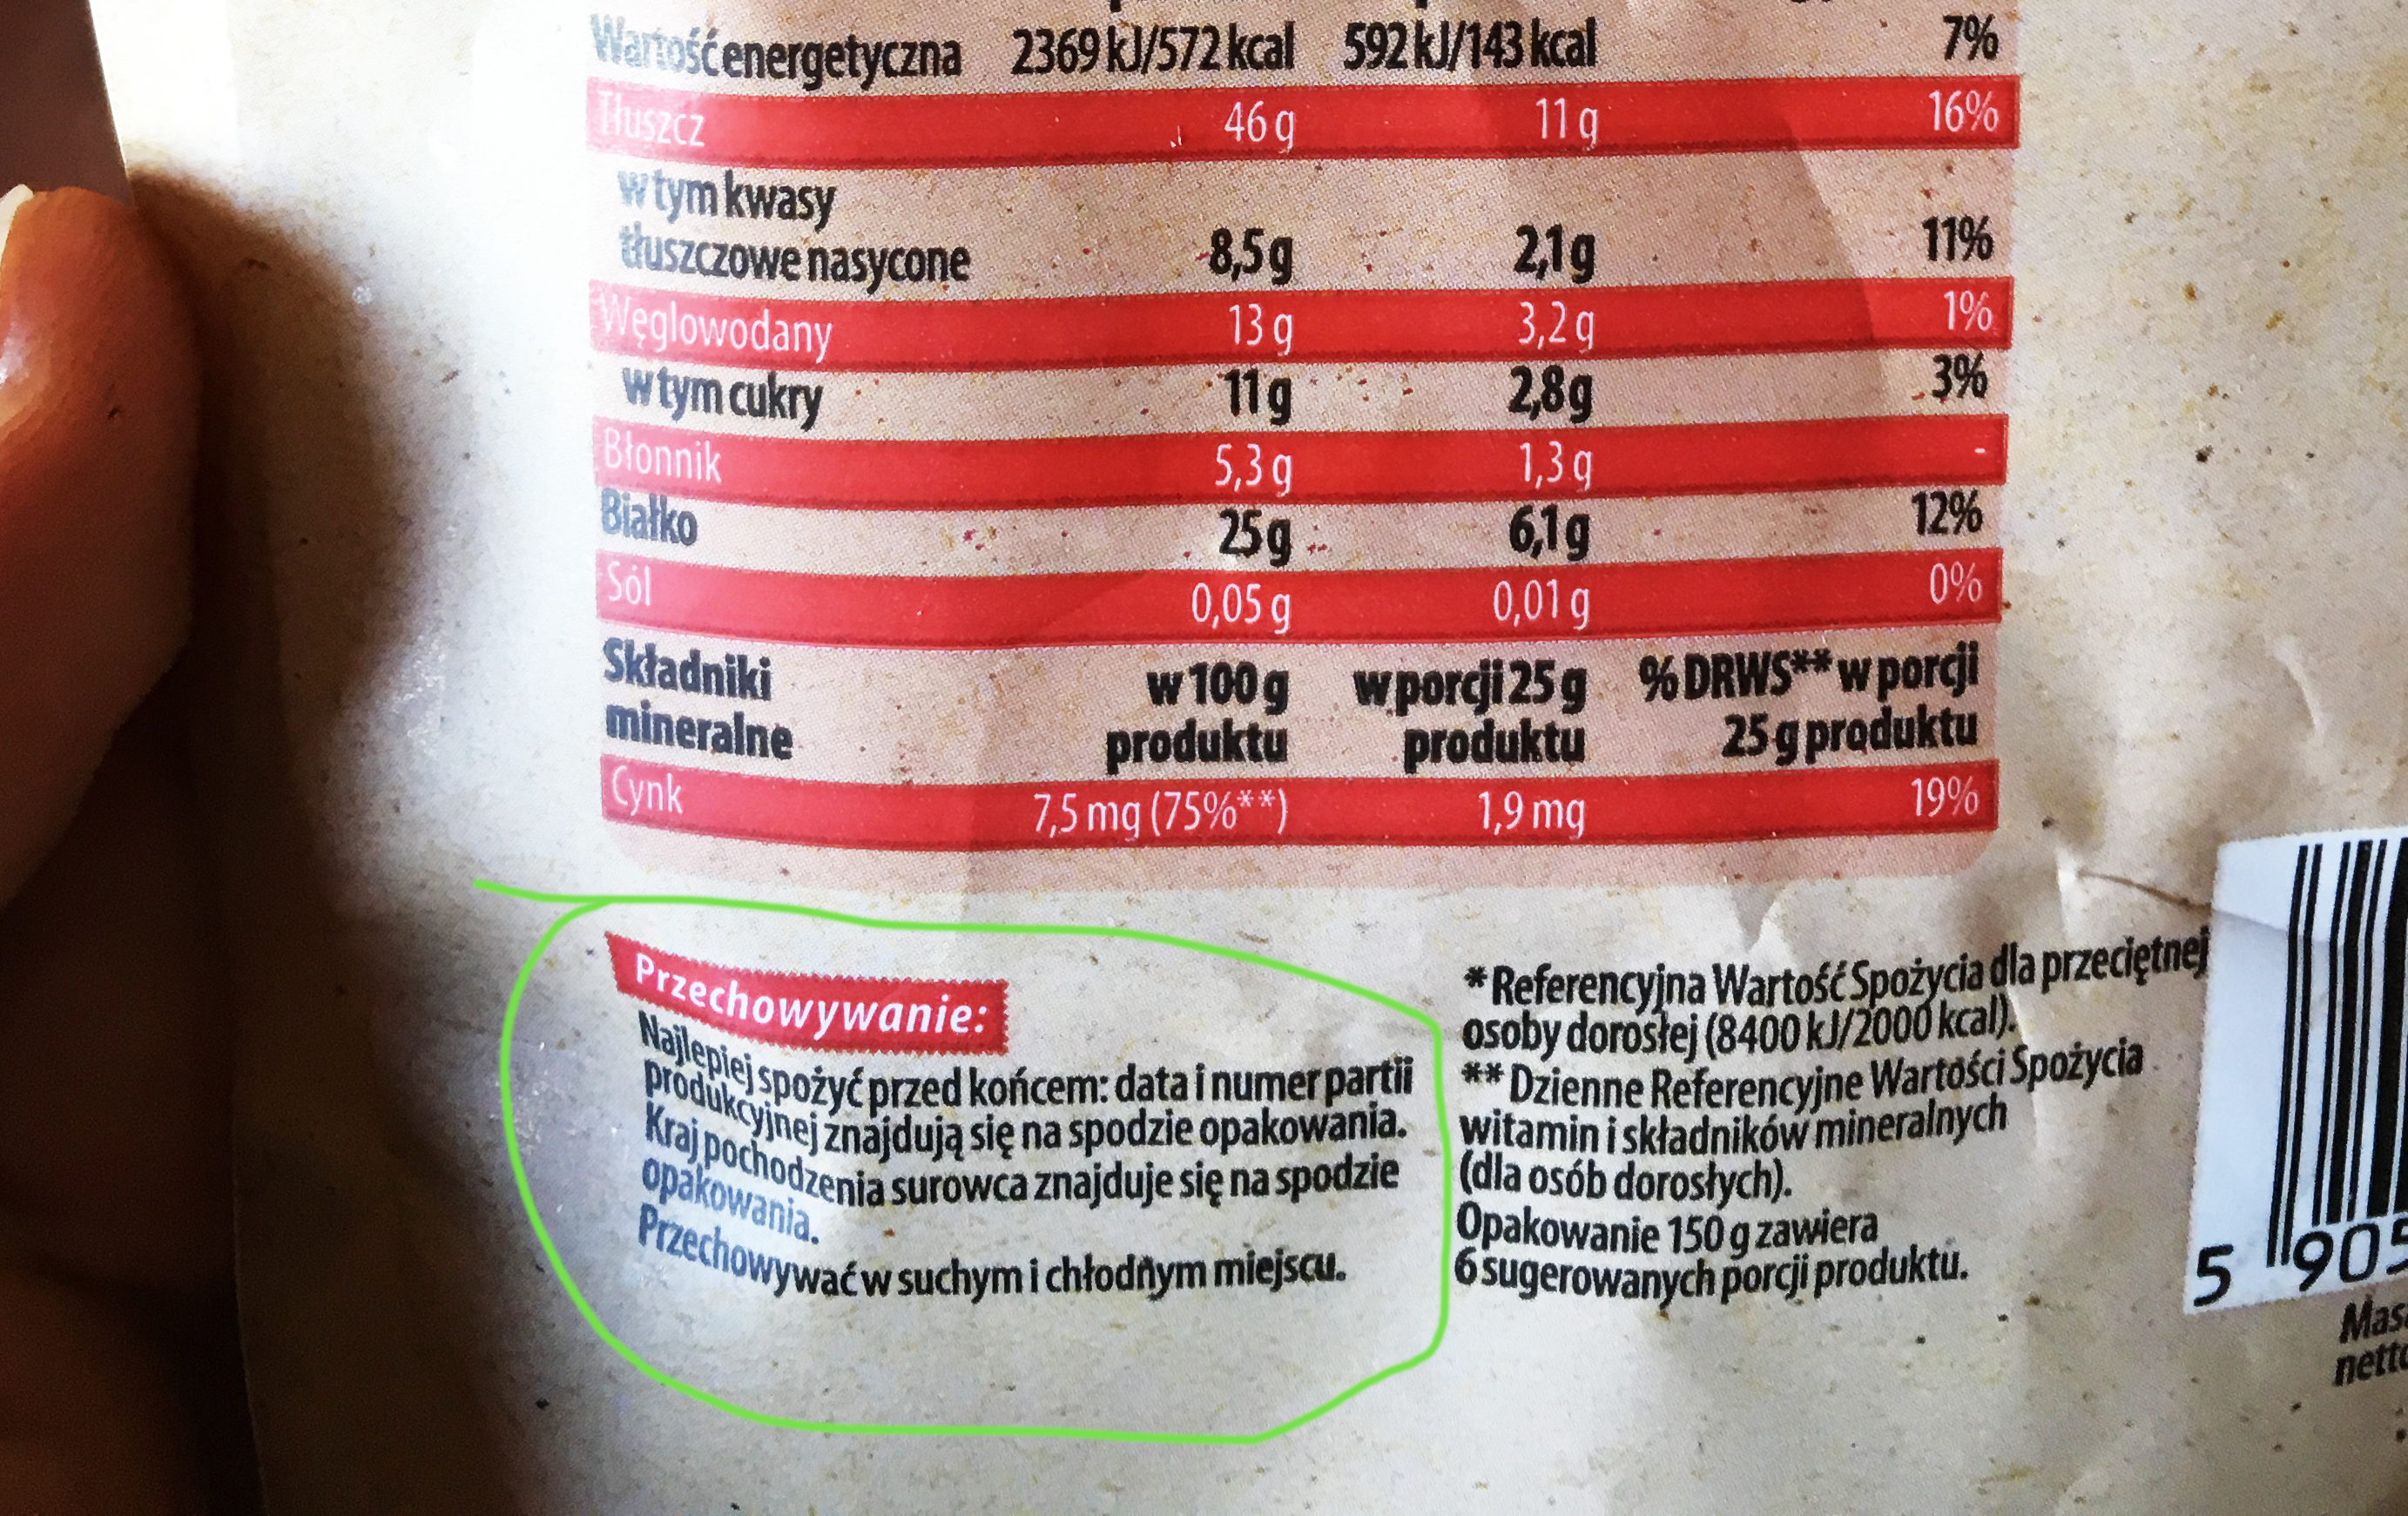 Wartość energetyczna 2369 kJ/572 kcal 592 kJ/143 kcal 7%
Tłuszcz 46 g 11 g 16%
w tym kwasy
tłuszczowe nasycone 8,5 g 2,1 g 11%
Węglowodany 13 g 3,2 g 1%
w tym cukry 11 g 2,8 g 3%
Błonnik 5,3 g 1,3 g -
Białko 25 g 6,1 g 12%
Sól 0,05 g 0,01 g 0%
Składniki w 100 g w porcji 25 g % DRWS** w porcji
mineralne produktu produktu 25 g produktu
Cynk 7,5 mg (75%**) 1,9 mg 19%
Przechowywanie:
Najlepiej spożyć przed końcem: data i numer partii
produkcyjnej znajdują się na spodzie opakowania.
Kraj pochodzenia surowca znajduje się na spodzie
opakowania.
Przechowywać w suchym i chłodnym miejscu.
* Referencyjna Wartość Spożycia dla przeciętnej
osoby dorosłej (8400 kJ/2000 kcal).
** Dzienne Referencyjne Wartości Spożycia
witamin i składników mineralnych
(dla osób dorosłych).
Opakowanie 150 g zawiera
6 sugerowanych porcji produktu.
5 905